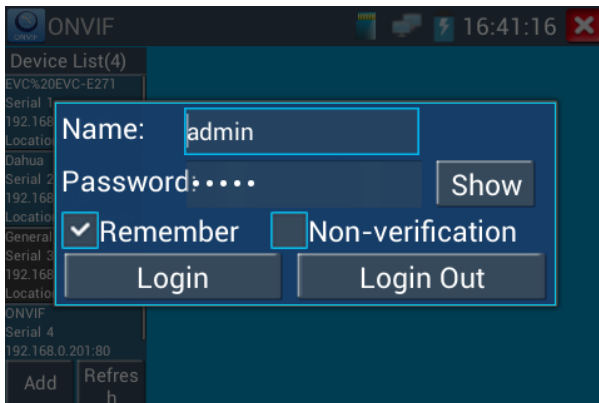 ONVIF
ONVIF 16:41:16
Device List(4)
EVC%20EVC-E271
Serial 1
192.168
Location
Name: admin
Dahua
Serial 2
Password:•••••
Show
192.168
Location
Remember Non-verification
General
Serial 3
192.168
Location
Login Login Out
ONVIF
Serial 4
192.168.0.201:80
Add Refres
h